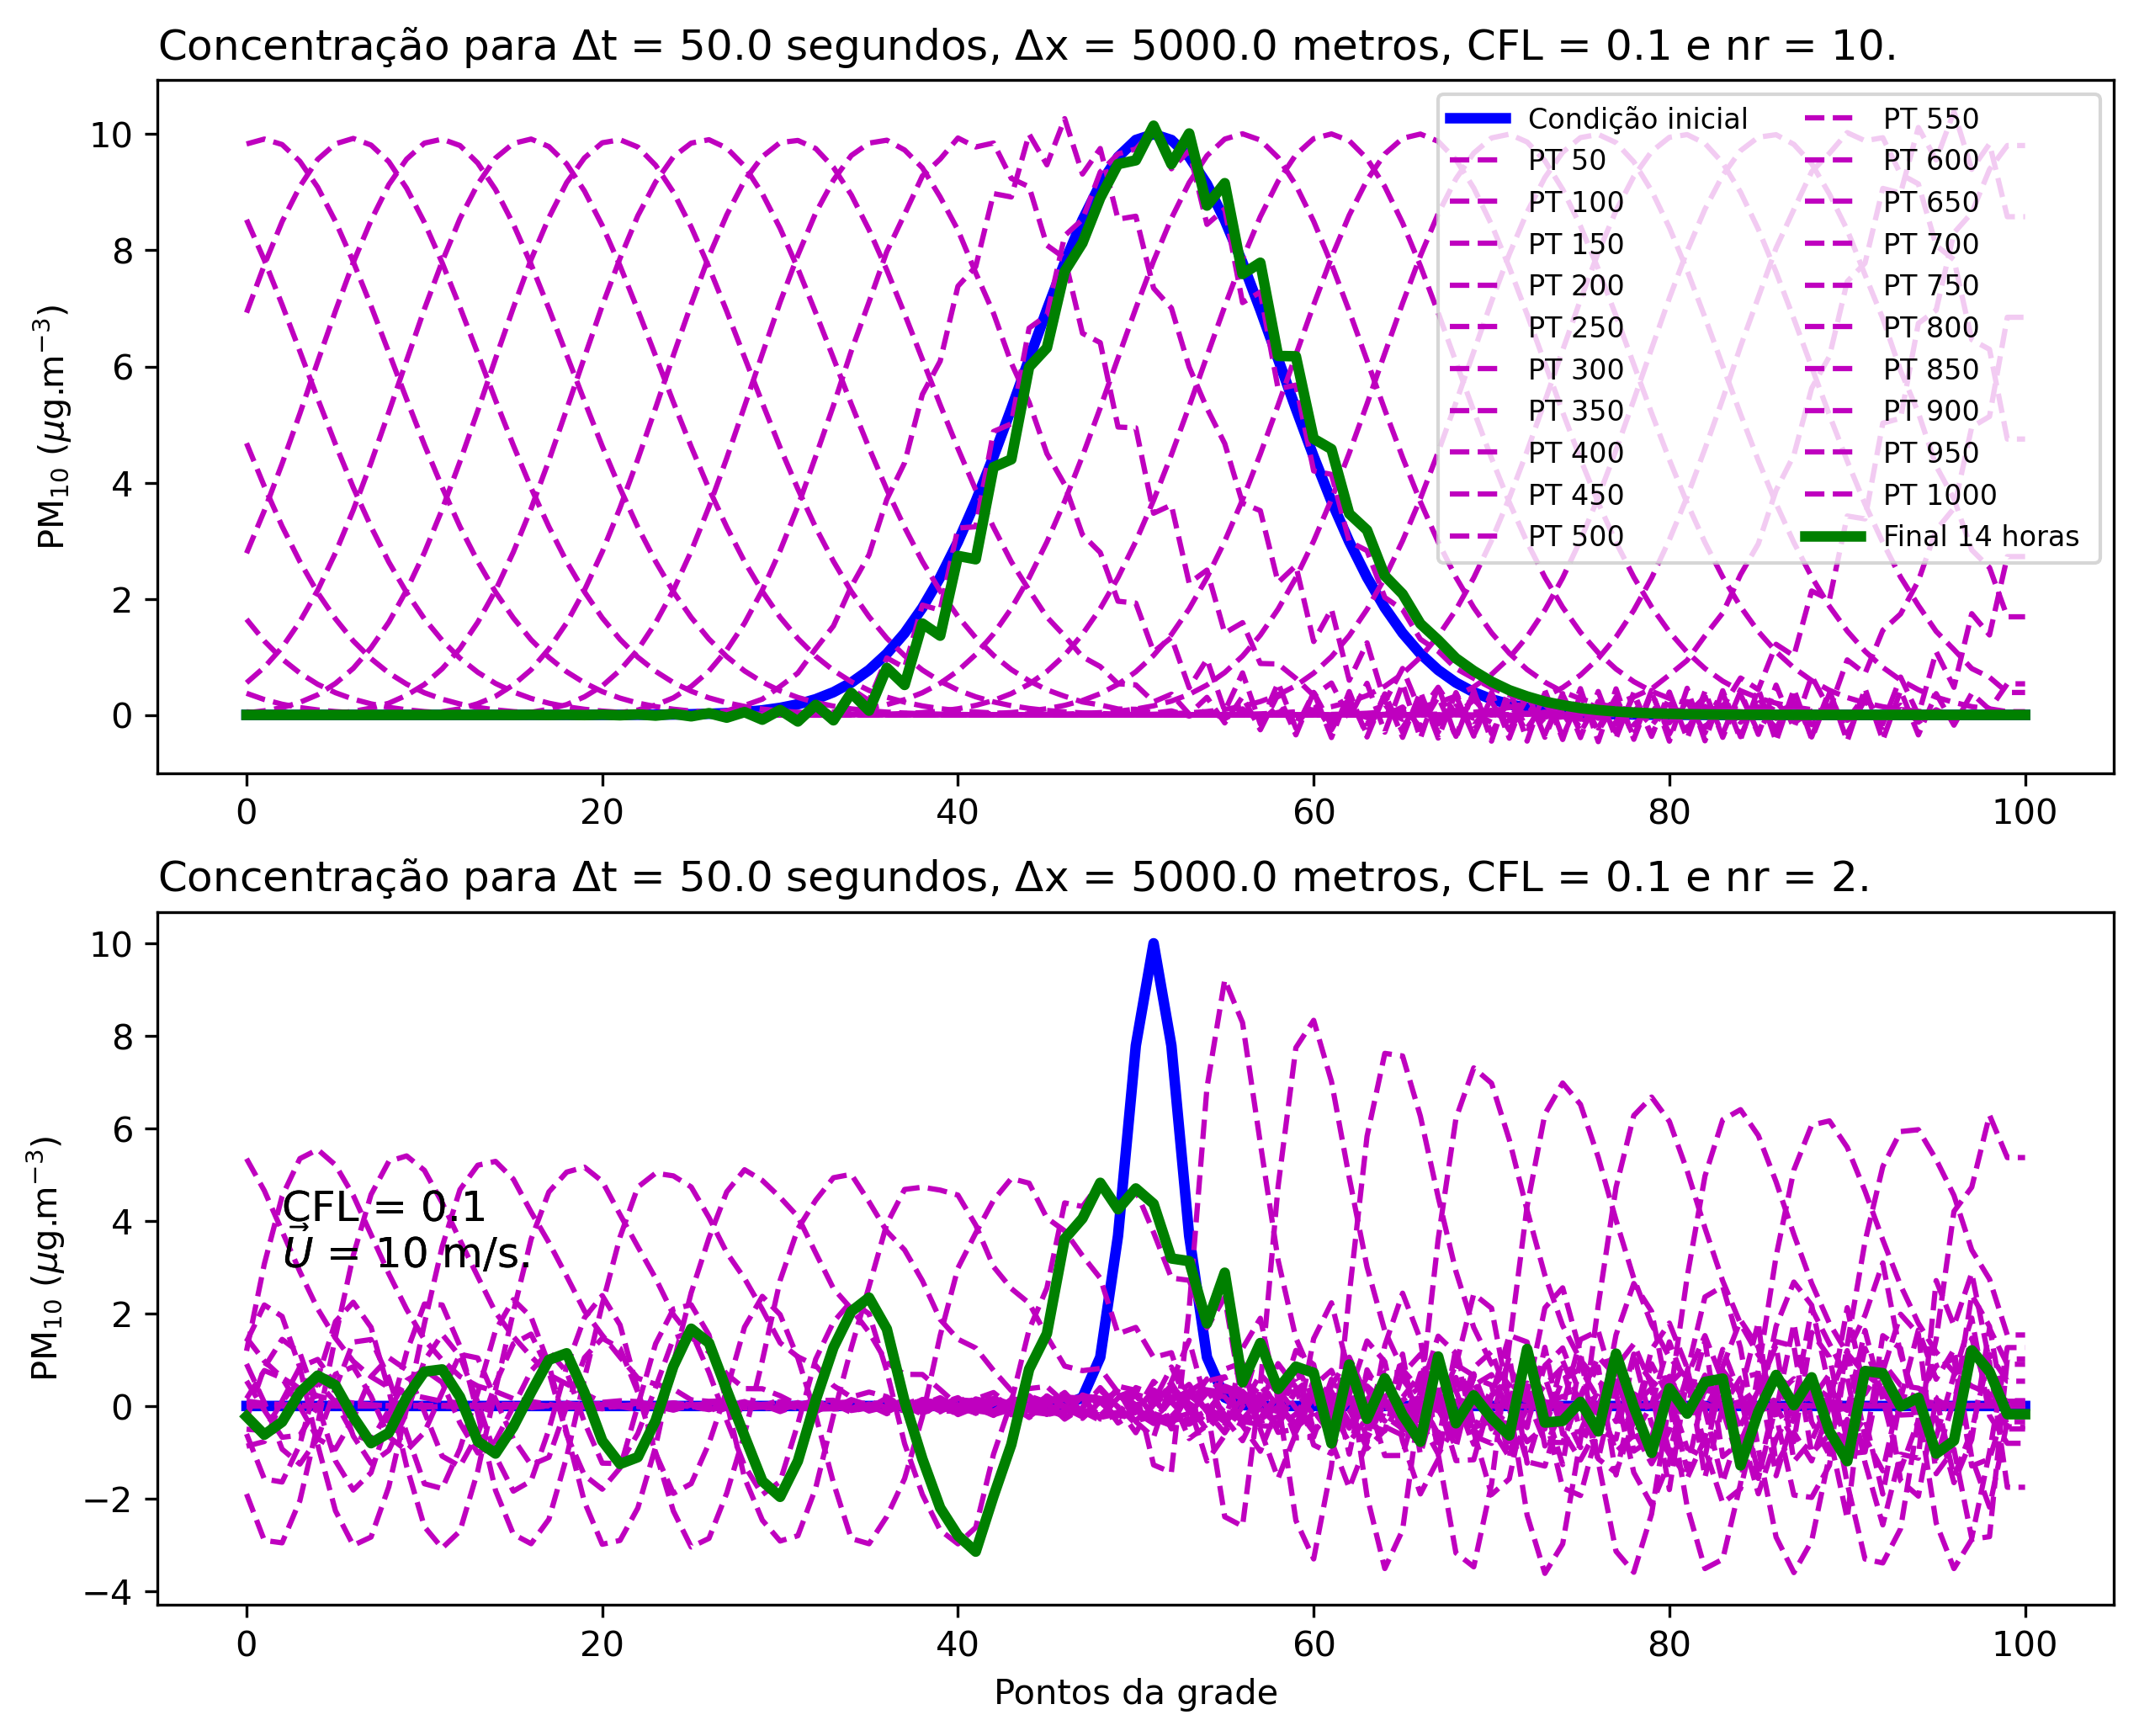 Concentração para Δt = 50.0 segundos, Δx = 5000.0 metros, CFL = 0.1 e nr = 10.
PM₁₀ (μg.m⁻³)
10
8
6
4
2
0
Condição inicial
PT 50
PT 100
PT 150
PT 200
PT 250
PT 300
PT 350
PT 400
PT 450
PT 500
PT 550
PT 600
PT 650
PT 700
PT 750
PT 800
PT 850
PT 900
PT 950
PT 1000
Final 14 horas
0 20 40 60 80 100
Concentração para Δt = 50.0 segundos, Δx = 5000.0 metros, CFL = 0.1 e nr = 2.
PM₁₀ (μg.m⁻³)
10
8
6
4
2
0
−2
−4
CFL = 0.1
U⃗ = 10 m/s.
0 20 40 60 80 100
Pontos da grade